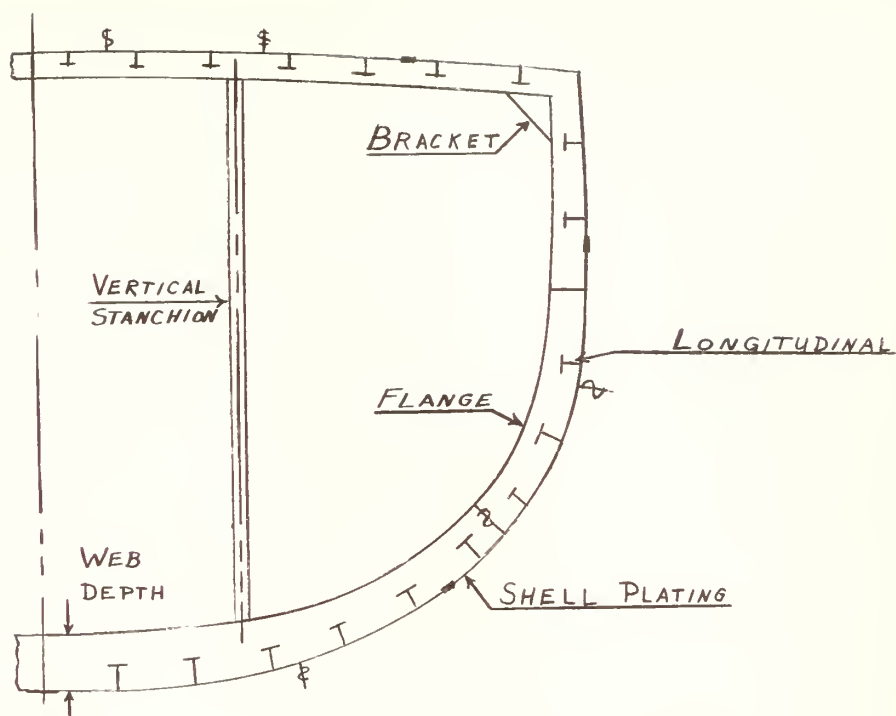 BRACKET
VERTICAL
STANCHION
LONGITUDINAL
FLANGE
WEB
DEPTH
SHELL PLATING